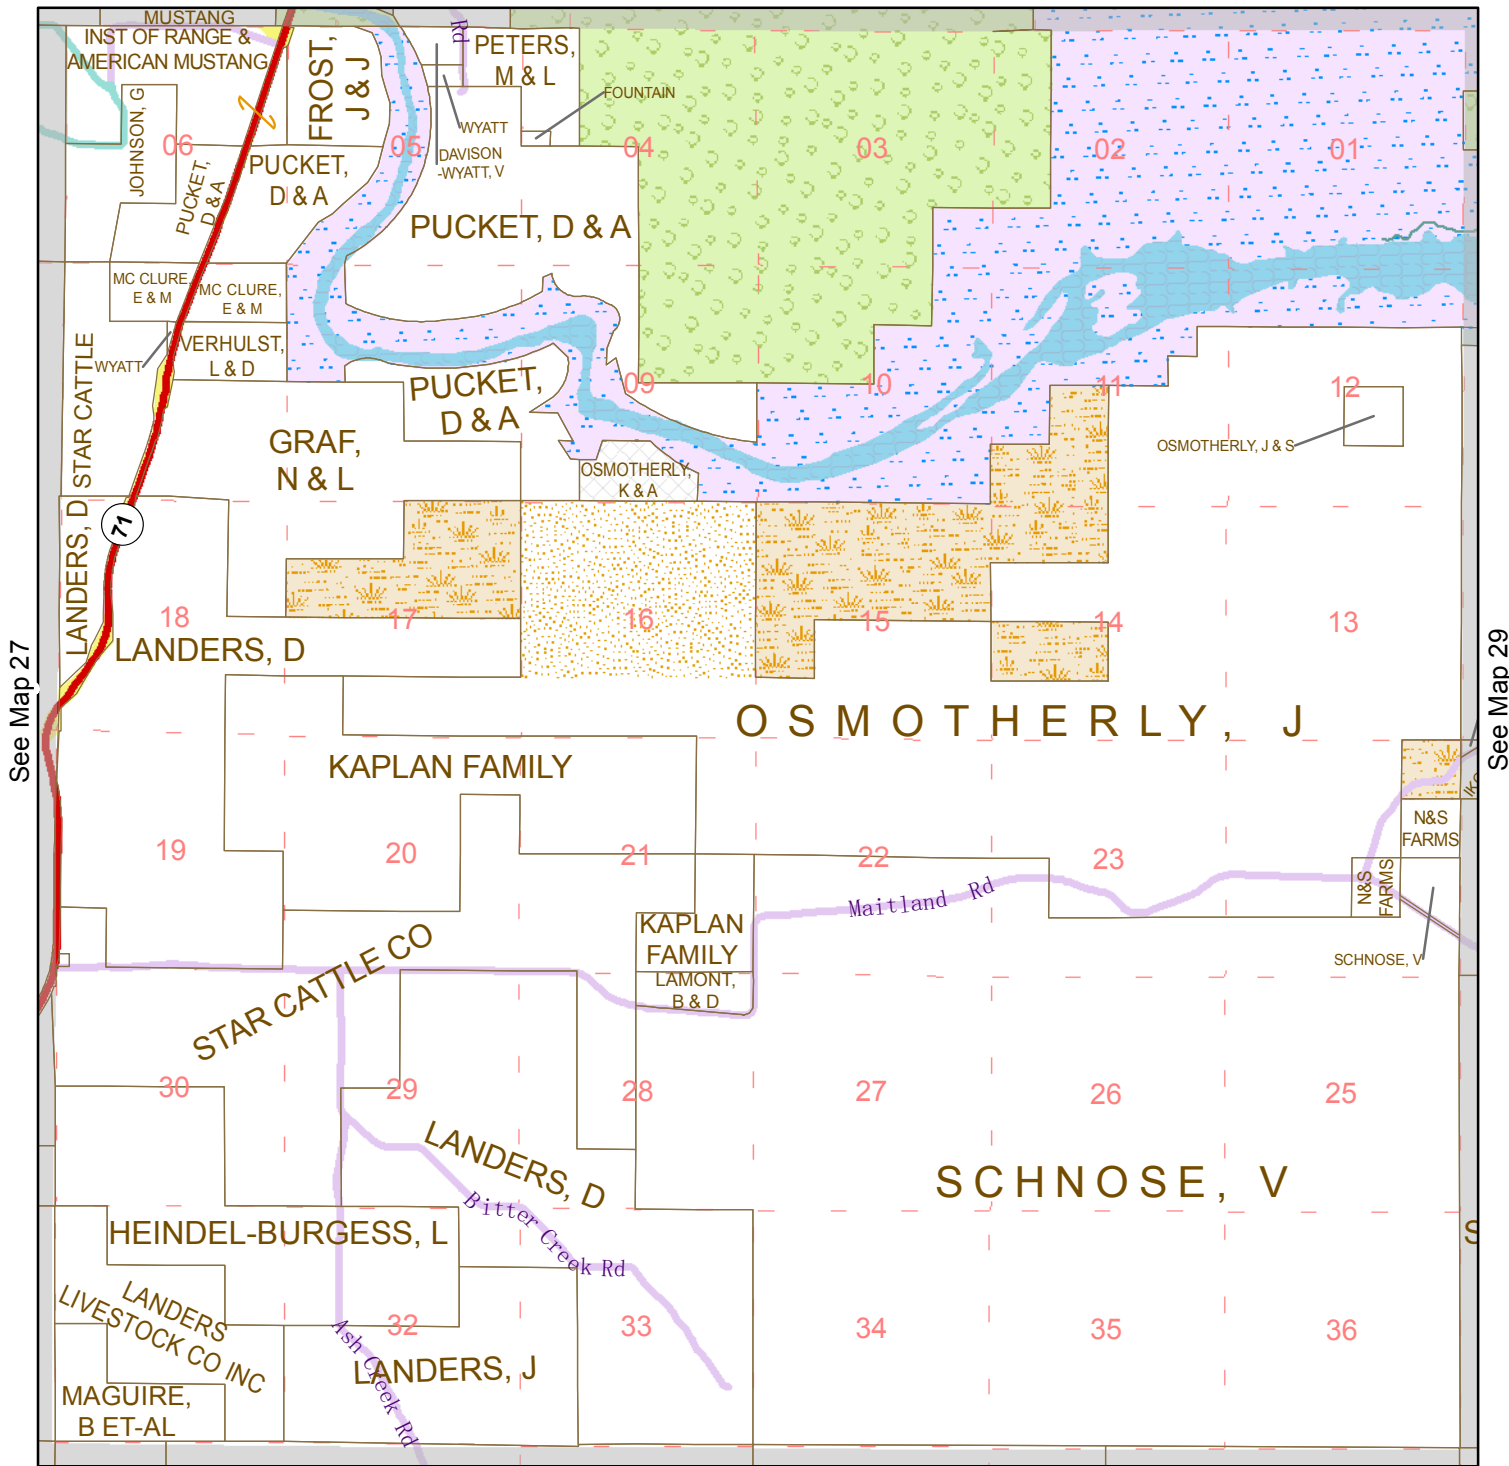 MUSTANG
INST OF RANGE &
AMERICAN MUSTANG
FROST,
J & J
Rd
PETERS,
M & L
FOUNTAIN
WYATT
DAVISON
-WYATT, V
JOHNSON, G
06
05
04
03
02
01
PUCKET,
D & A
PUCKET,
D & A
PUCKET, D & A
MC CLURE,
E & M
MC CLURE,
E & M
WYATT
VERHULST,
L & D
STAR CATTLE
PUCKET,
D & A
09
10
11
12
GRAF,
N & L
OSMOTHERLY,
K & A
OSMOTHERLY, J & S
LANDERS, D
71
18
17
16
15
14
13
LANDERS, D
See Map 27
See Map 29
OSMOTHERLY, J
KAPLAN FAMILY
19
20
21
22
23
N&S
FARMS
N&S
FARMS
Maitland Rd
KAPLAN
FAMILY
LAMONT,
B & D
SCHNOSE, V
STAR CATTLE CO
30
29
28
27
26
25
LANDERS, D
SCHNOSE, V
Bitter Creek Rd
HEINDEL-BURGESS, L
S
LANDERS
LIVESTOCK CO INC
32
33
34
35
36
Ash Creek Rd
LANDERS, J
MAGUIRE,
B ET-AL